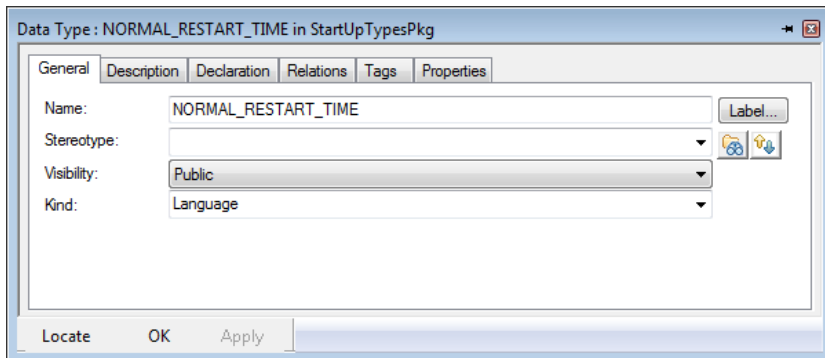 Data Type : NORMAL_RESTART_TIME in StartUpTypesPkg
General Description Declaration Relations Tags Properties
Name: NORMAL_RESTART_TIME Label...
Stereotype:
Visibility: Public
Kind: Language
Locate OK Apply